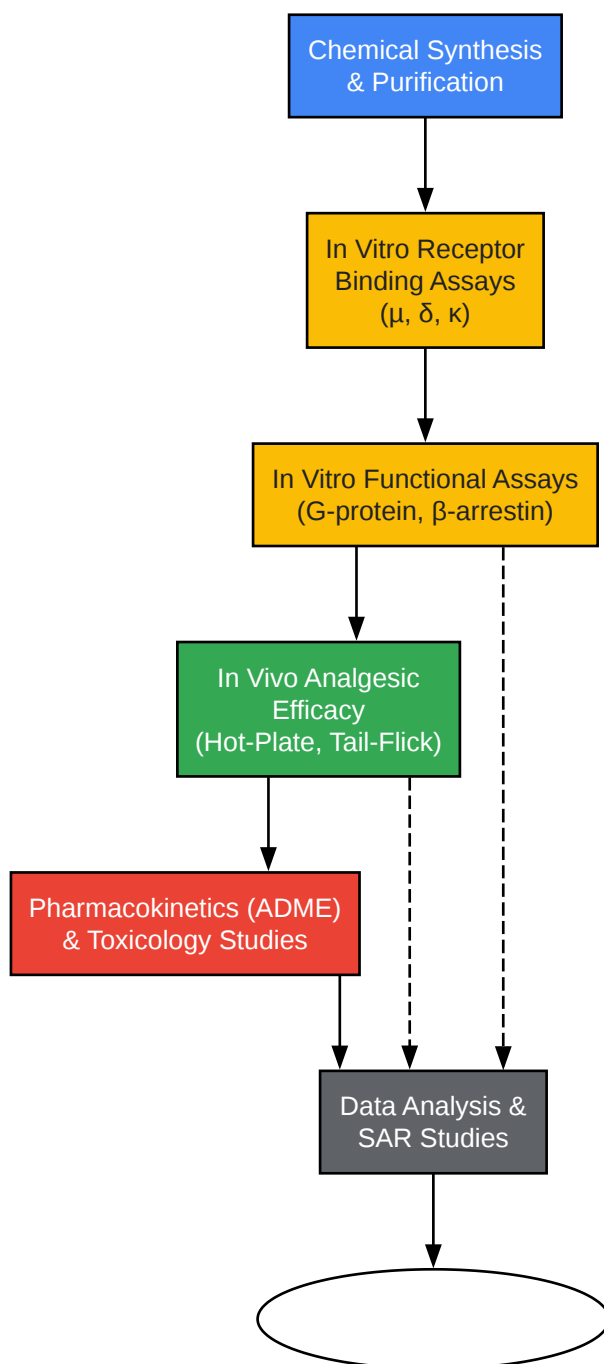 Chemical Synthesis
& Purification
In Vitro Receptor
Binding Assays
(μ, δ, κ)
In Vitro Functional Assays
(G-protein, β-arrestin)
In Vivo Analgesic
Efficacy
(Hot-Plate, Tail-Flick)
Pharmacokinetics (ADME)
& Toxicology Studies
Data Analysis &
SAR Studies